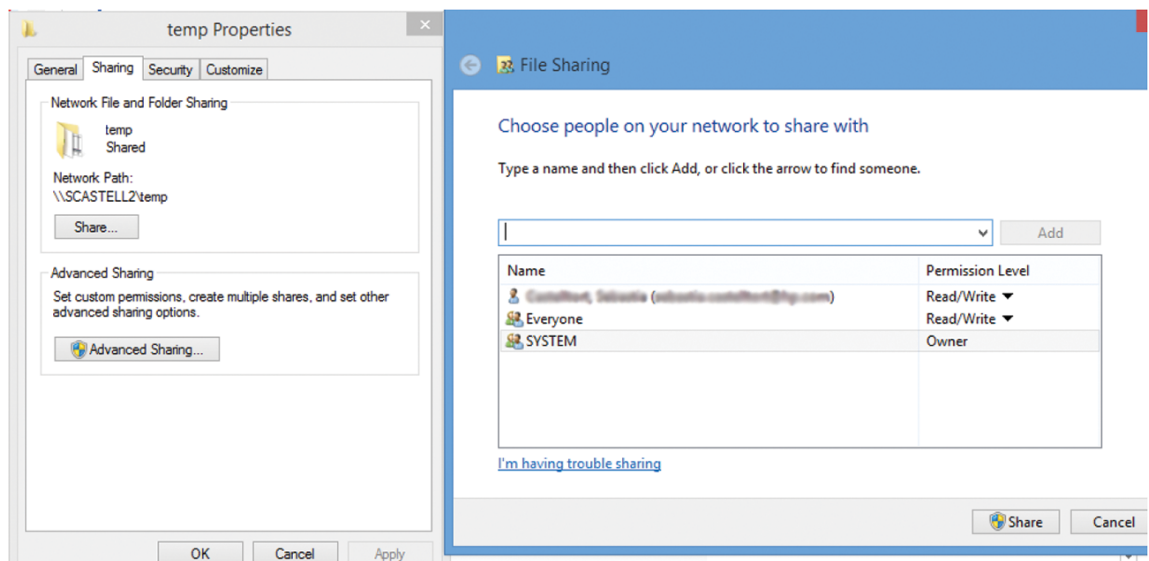 temp Properties
General
Sharing
Security
Customize
Network File and Folder Sharing
temp
Shared
Network Path:
\\SCASTELL2\temp
Share...
Advanced Sharing
Set custom permissions, create multiple shares, and set other
advanced sharing options.
Advanced Sharing...
OK
Cancel
Apply
File Sharing
Choose people on your network to share with
Type a name and then click Add, or click the arrow to find someone.
Add
Name
Permission Level
Read/Write
Everyone
Read/Write
SYSTEM
Owner
I'm having trouble sharing
Share
Cancel